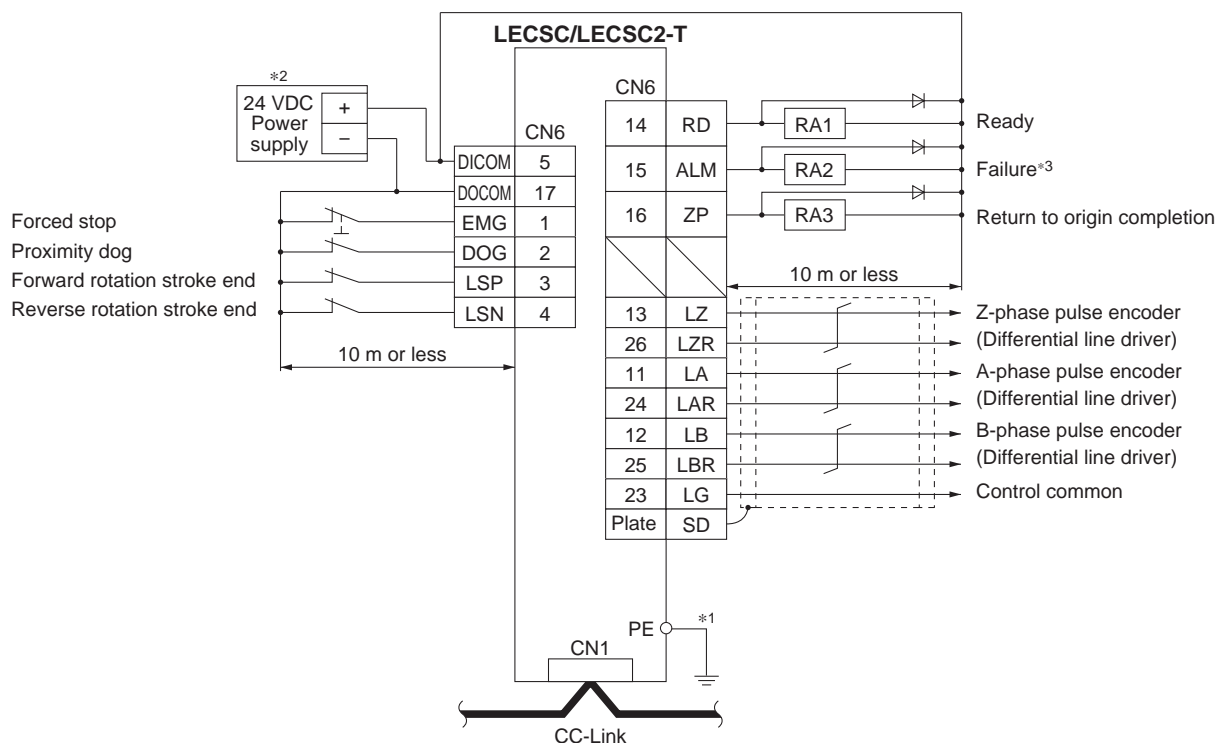 LECSC/LECSC2-T
*2
24 VDC
Power
supply
+
−
CN6
DICOM 5
DOCOM 17
EMG 1
DOG 2
LSP 3
LSN 4
Forced stop
Proximity dog
Forward rotation stroke end
Reverse rotation stroke end
10 m or less
CN6
14 RD RA1 Ready
15 ALM RA2 Failure*3
16 ZP RA3 Return to origin completion
10 m or less
13 LZ Z-phase pulse encoder
26 LZR (Differential line driver)
11 LA A-phase pulse encoder
24 LAR (Differential line driver)
12 LB B-phase pulse encoder
25 LBR (Differential line driver)
23 LG Control common
Plate SD
PE *1
CN1
CC-Link